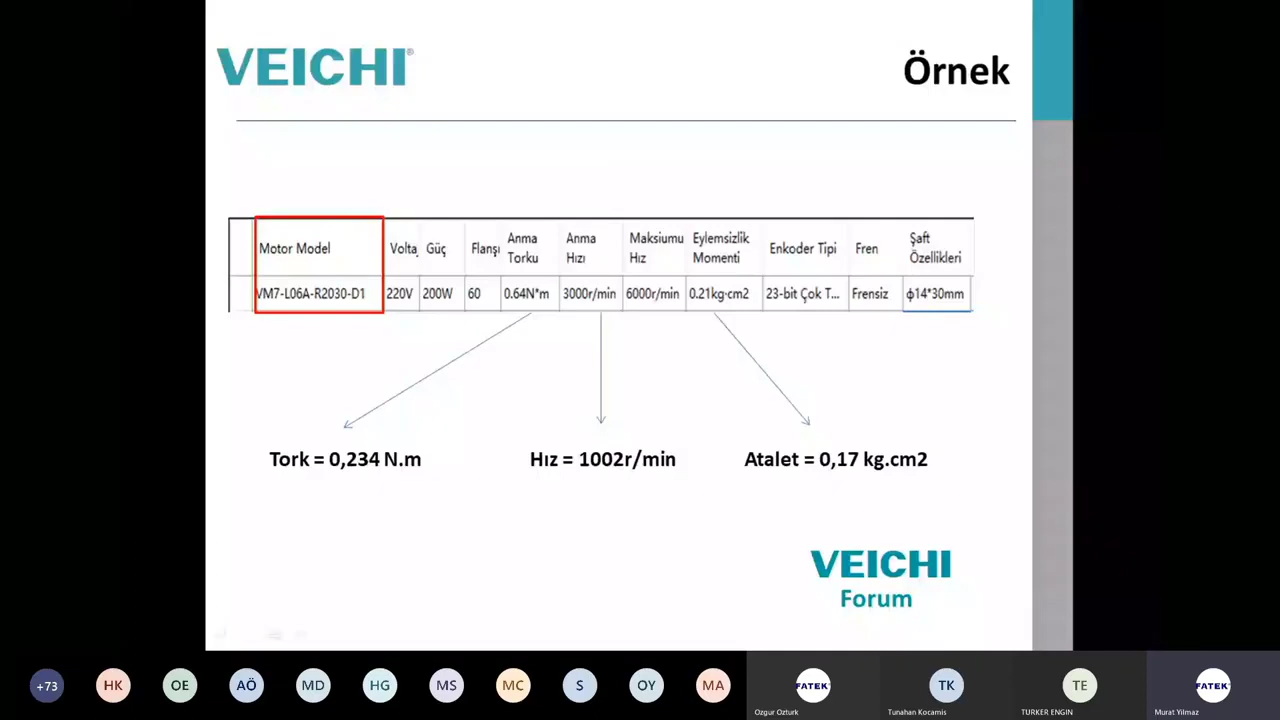 VEICHI®
Örnek
Motor Model Volta Güç Flanşı Anma Torku Anma Hızı Maksiumu Hız Eylemsizlik Momenti Enkoder Tipi Fren Şaft Özellikleri
VM7-L06A-R2030-D1 220V 200W 60 0.64N*m 3000r/min 6000r/min 0.21kg·cm2 23-bit Çok T... Frensiz ϕ14*30mm
Tork = 0,234 N.m Hız = 1002r/min Atalet = 0,17 kg.cm2
VEICHI
Forum
+73 HK OE AÖ MD HG MS MC S OY MA FATEK TK TE FATEK
Ozgur Ozturk Tunahan Kocamis TURKER ENGIN Murat Yilmaz